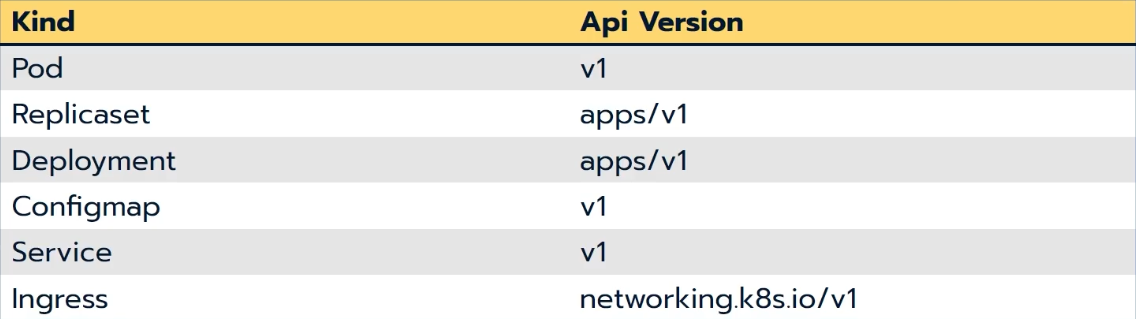 Kind Api Version
Pod v1
Replicaset apps/v1
Deployment apps/v1
Configmap v1
Service v1
Ingress networking.k8s.io/v1